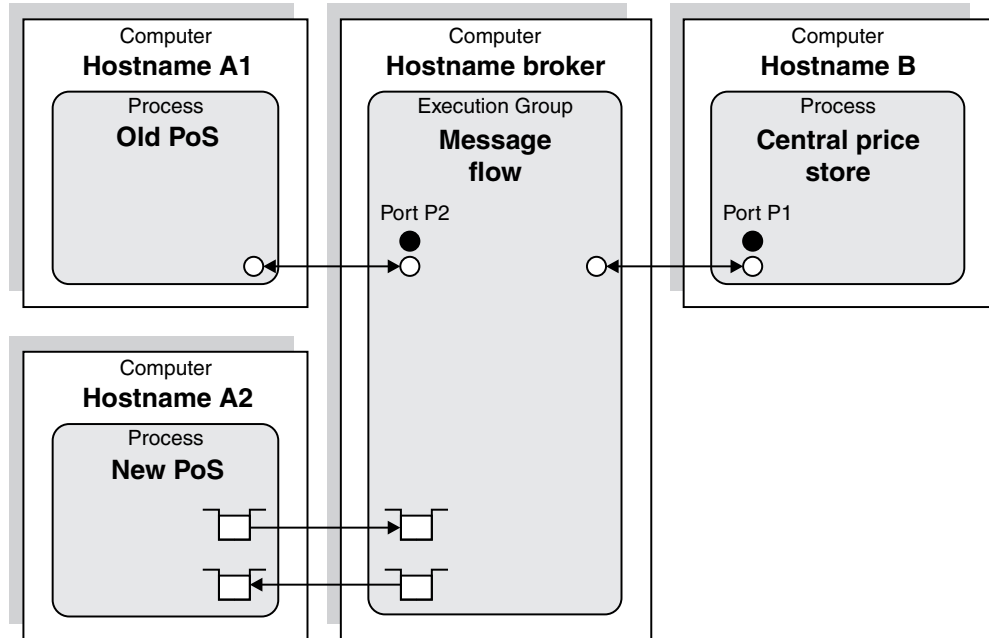 Computer
Hostname A1
Process
Old PoS
Computer
Hostname broker
Execution Group
Message
flow
Port P2
Computer
Hostname B
Process
Central price
store
Port P1
Computer
Hostname A2
Process
New PoS